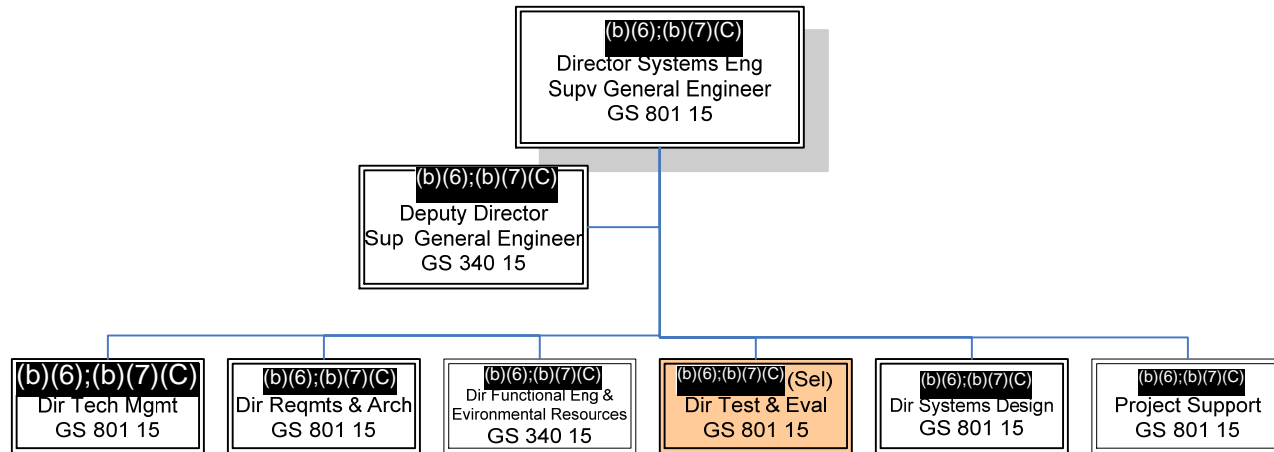 (b)(6);(b)(7)(C)
Director Systems Eng
Supv General Engineer
GS 801 15
(b)(6);(b)(7)(C)
Deputy Director
Sup General Engineer
GS 340 15
(b)(6);(b)(7)(C)
Dir Tech Mgmt
GS 801 15
(b)(6);(b)(7)(C)
Dir Reqmts & Arch
GS 801 15
(b)(6);(b)(7)(C)
Dir Functional Eng &
Evironmental Resources
GS 340 15
(b)(6);(b)(7)(C) (Sel)
Dir Test & Eval
GS 801 15
(b)(6);(b)(7)(C)
Dir Systems Design
GS 801 15
(b)(6);(b)(7)(C)
Project Support
GS 801 15